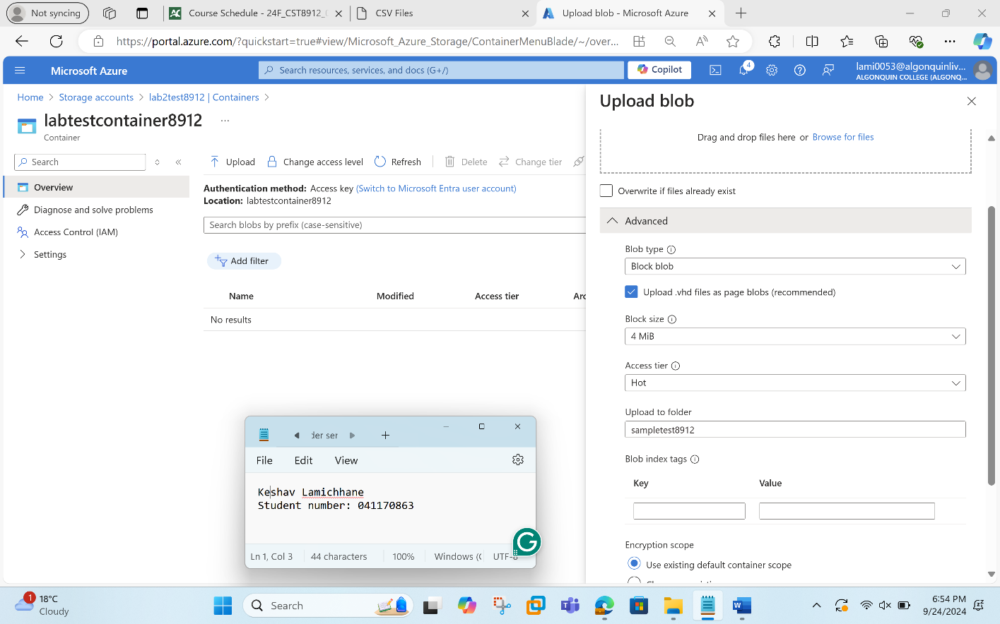 Not syncing
Course Schedule - 24F_CST8912_
CSV Files
Upload blob - Microsoft Azure
https://portal.azure.com/?quickstart=true#view/Microsoft_Azure_Storage/ContainerMenuBlade/~/over...
Microsoft Azure
Search resources, services, and docs (G+/)
Copilot
4
lami0053@algonquinliv...
ALGONQUIN COLLEGE (ALGONQ...
Home > Storage accounts > lab2test8912 | Containers >
labtestcontainer8912 ...
Container
Search
Overview
Diagnose and solve problems
Access Control (IAM)
Settings
Upload Change access level Refresh Delete Change tier
Authentication method: Access key (Switch to Microsoft Entra user account)
Location: labtestcontainer8912
Search blobs by prefix (case-sensitive)
Add filter
Name Modified Access tier Arc
No results
Upload blob
Drag and drop files here or Browse for files
Overwrite if files already exist
Advanced
Blob type
Block blob
Upload .vhd files as page blobs (recommended)
Block size
4 MiB
Access tier
Hot
Upload to folder
sampletest8912
Blob index tags
Key Value
Encryption scope
Use existing default container scope
der ser
File Edit View
Keshav Lamichhane
Student number: 041170863
Ln 1, Col 3 44 characters 100% Windows (C UTF-8
1
18°C
Cloudy
Search
6:54 PM
9/24/2024